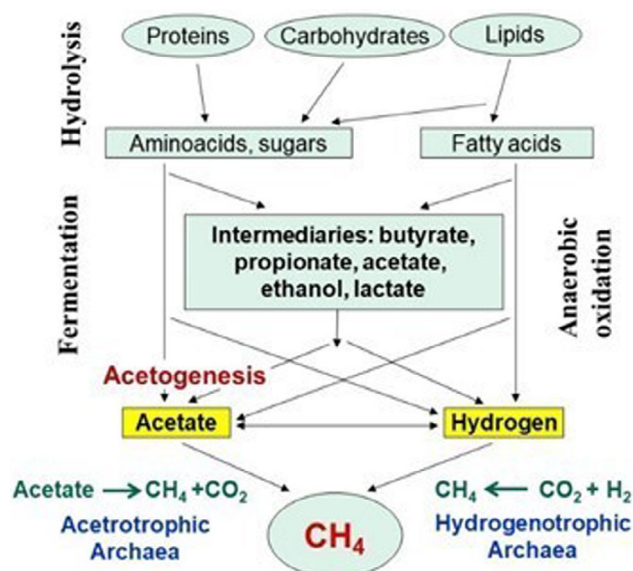 Proteins
Carbohydrates
Lipids
Hydrolysis
Aminoacids, sugars
Fatty acids
Fermentation
Intermediaries: butyrate,
propionate, acetate,
ethanol, lactate
Anaerobic
oxidation
Acetogenesis
Acetate
Hydrogen
Acetate → CH₄ +CO₂
CH₄ ← CO₂ + H₂
Acetrotrophic
Archaea
CH₄
Hydrogenotrophic
Archaea